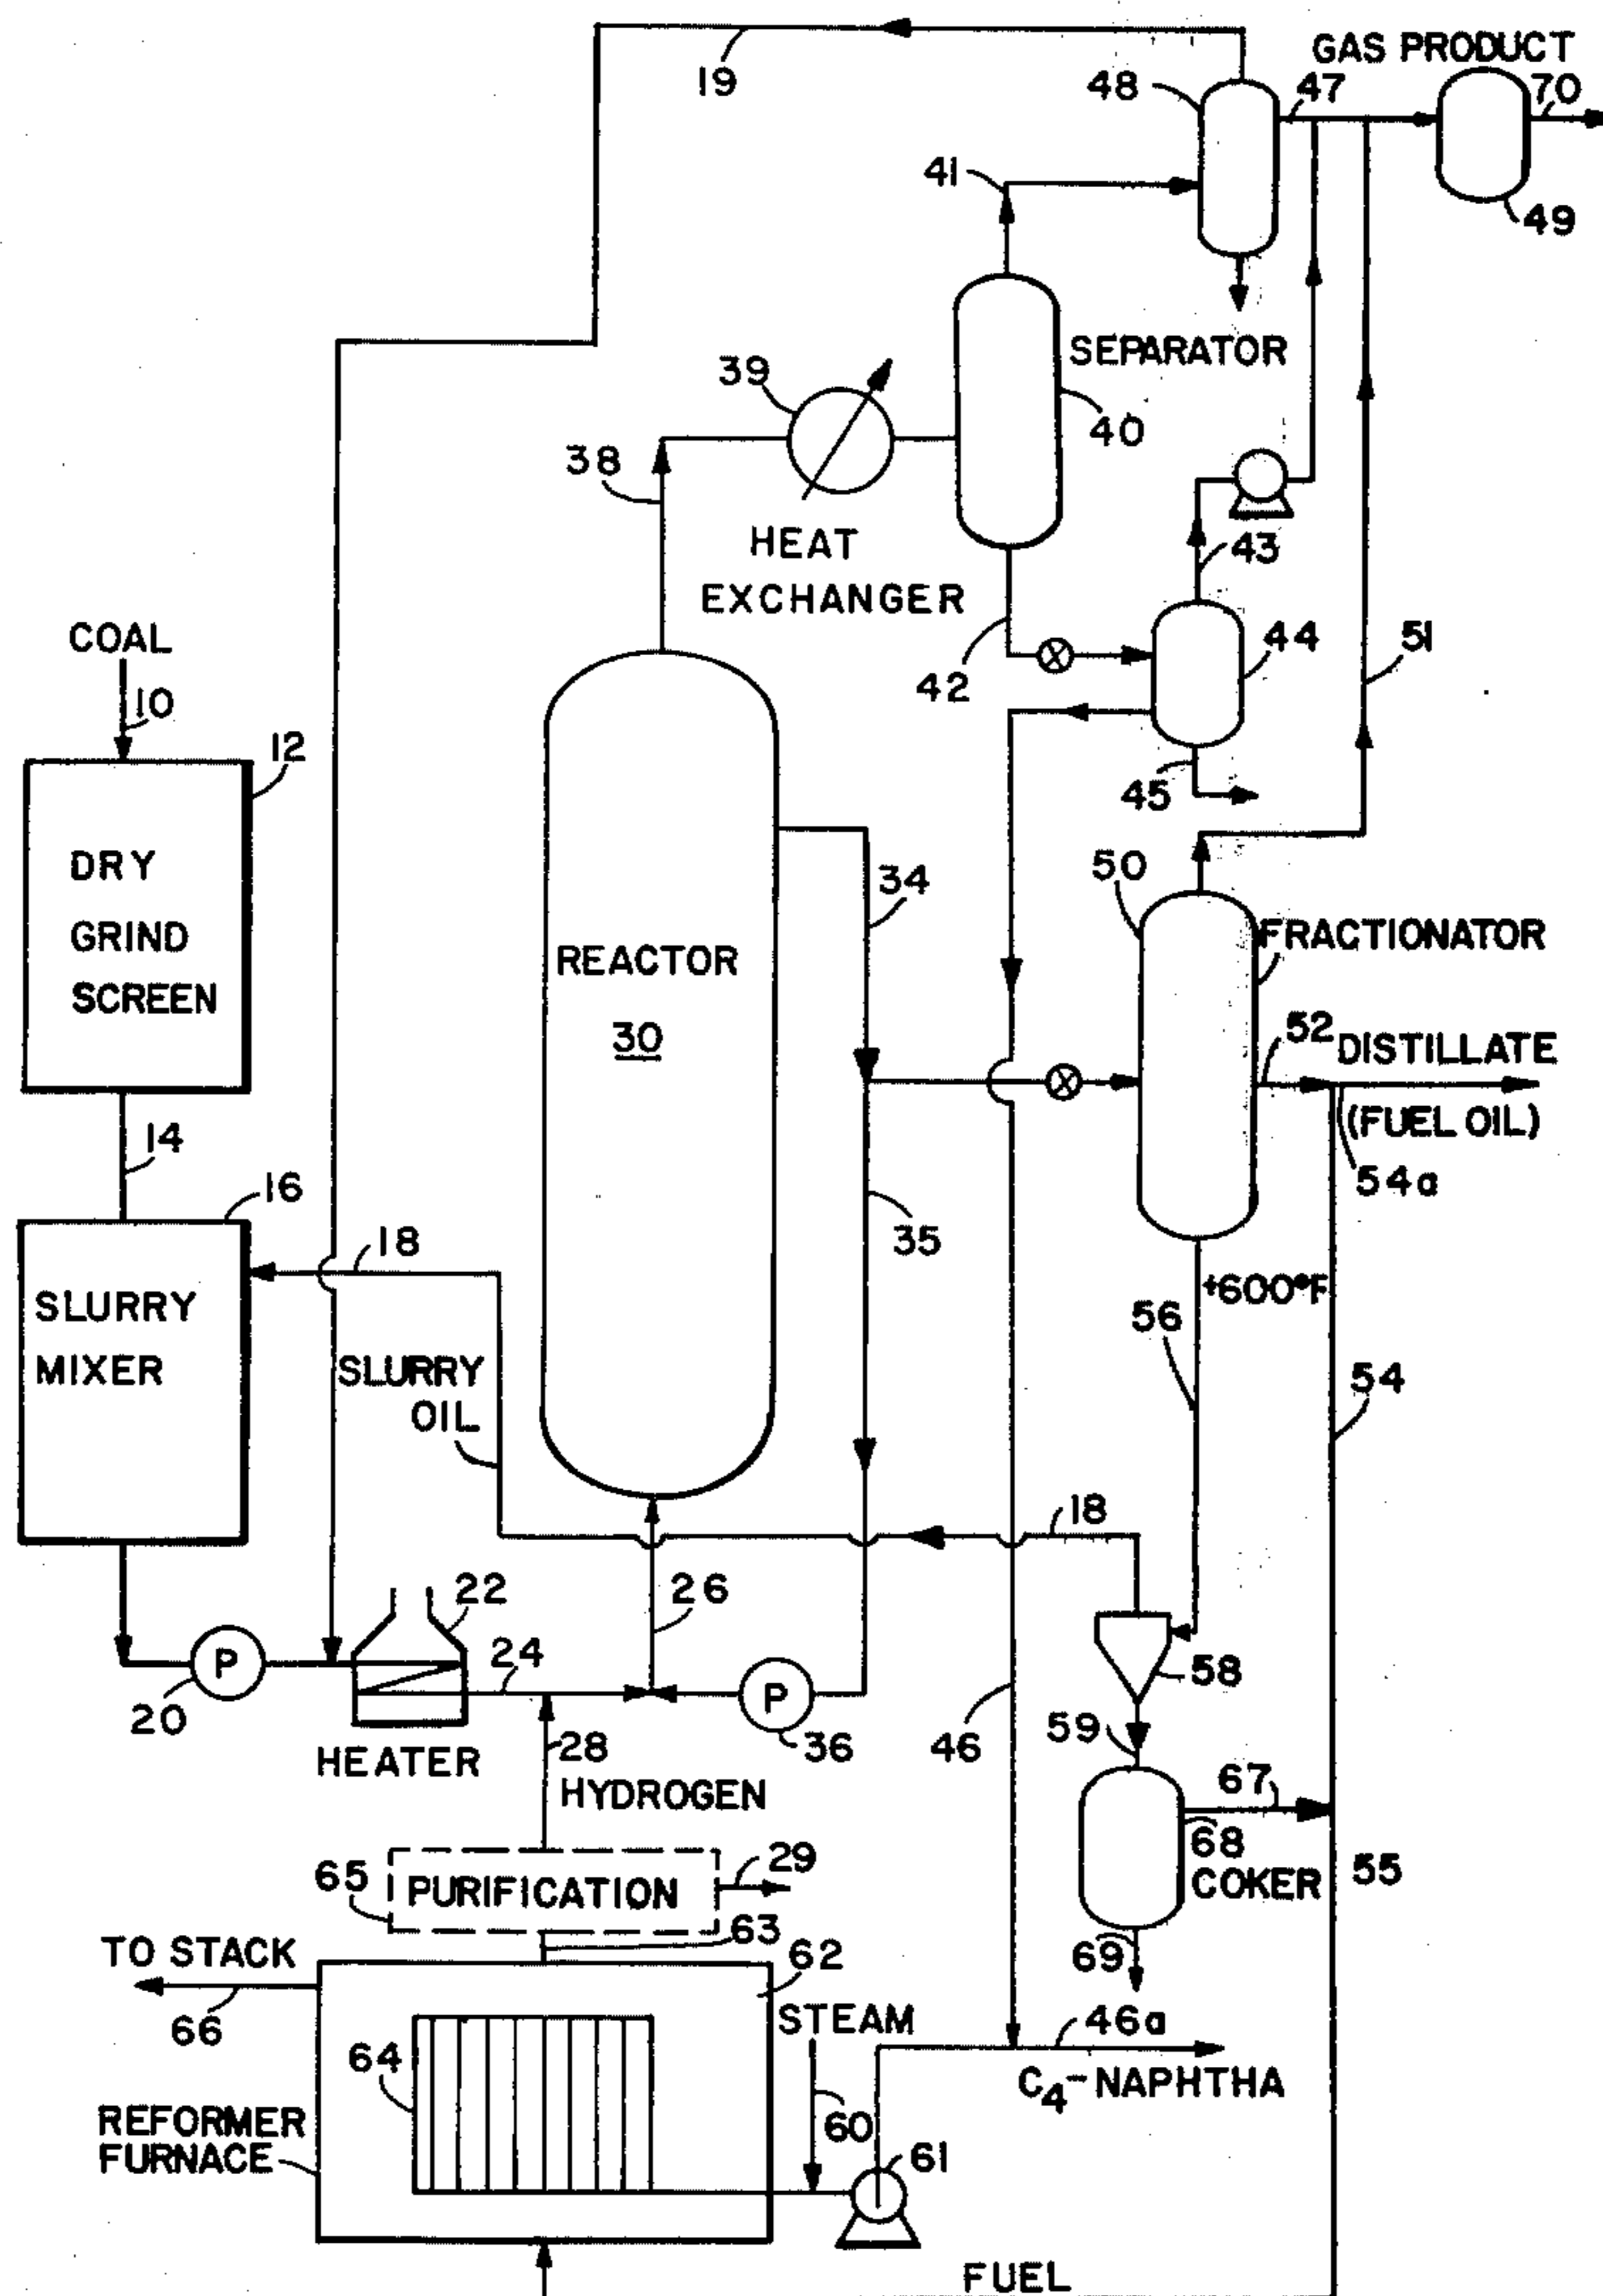 19
48
GAS PRODUCT
47
70
49
41
SEPARATOR
40
39
38
HEAT
EXCHANGER
43
42
44
51
45
COAL
10
12
DRY
GRIND
SCREEN
14
16
SLURRY
MIXER
18
SLURRY
OIL
REACTOR
30
34
35
50
FRACTIONATOR
52
DISTILLATE
(FUEL OIL)
54a
+600°F
56
54
18
P
20
22
24
HEATER
26
28
HYDROGEN
P
36
46
58
59
67
68
COKER
55
69
65
PURIFICATION
29
63
TO STACK
66
62
STEAM
64
60
61
46a
C4-NAPHTHA
REFORMER
FURNACE
FUEL